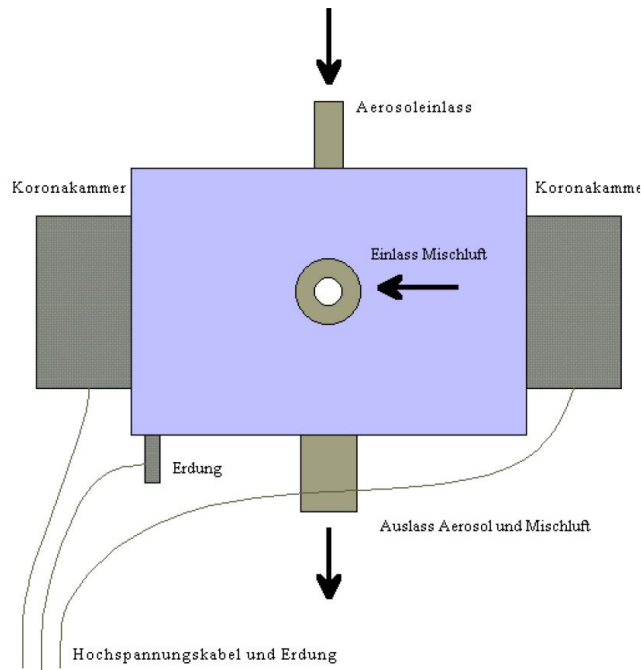 Aerosoleinlass
Koronakammer
Koronakamme
Einlass Mischluft
Erdung
Auslass Aerosol und Mischluft
Hochspannungskabel und Erdung